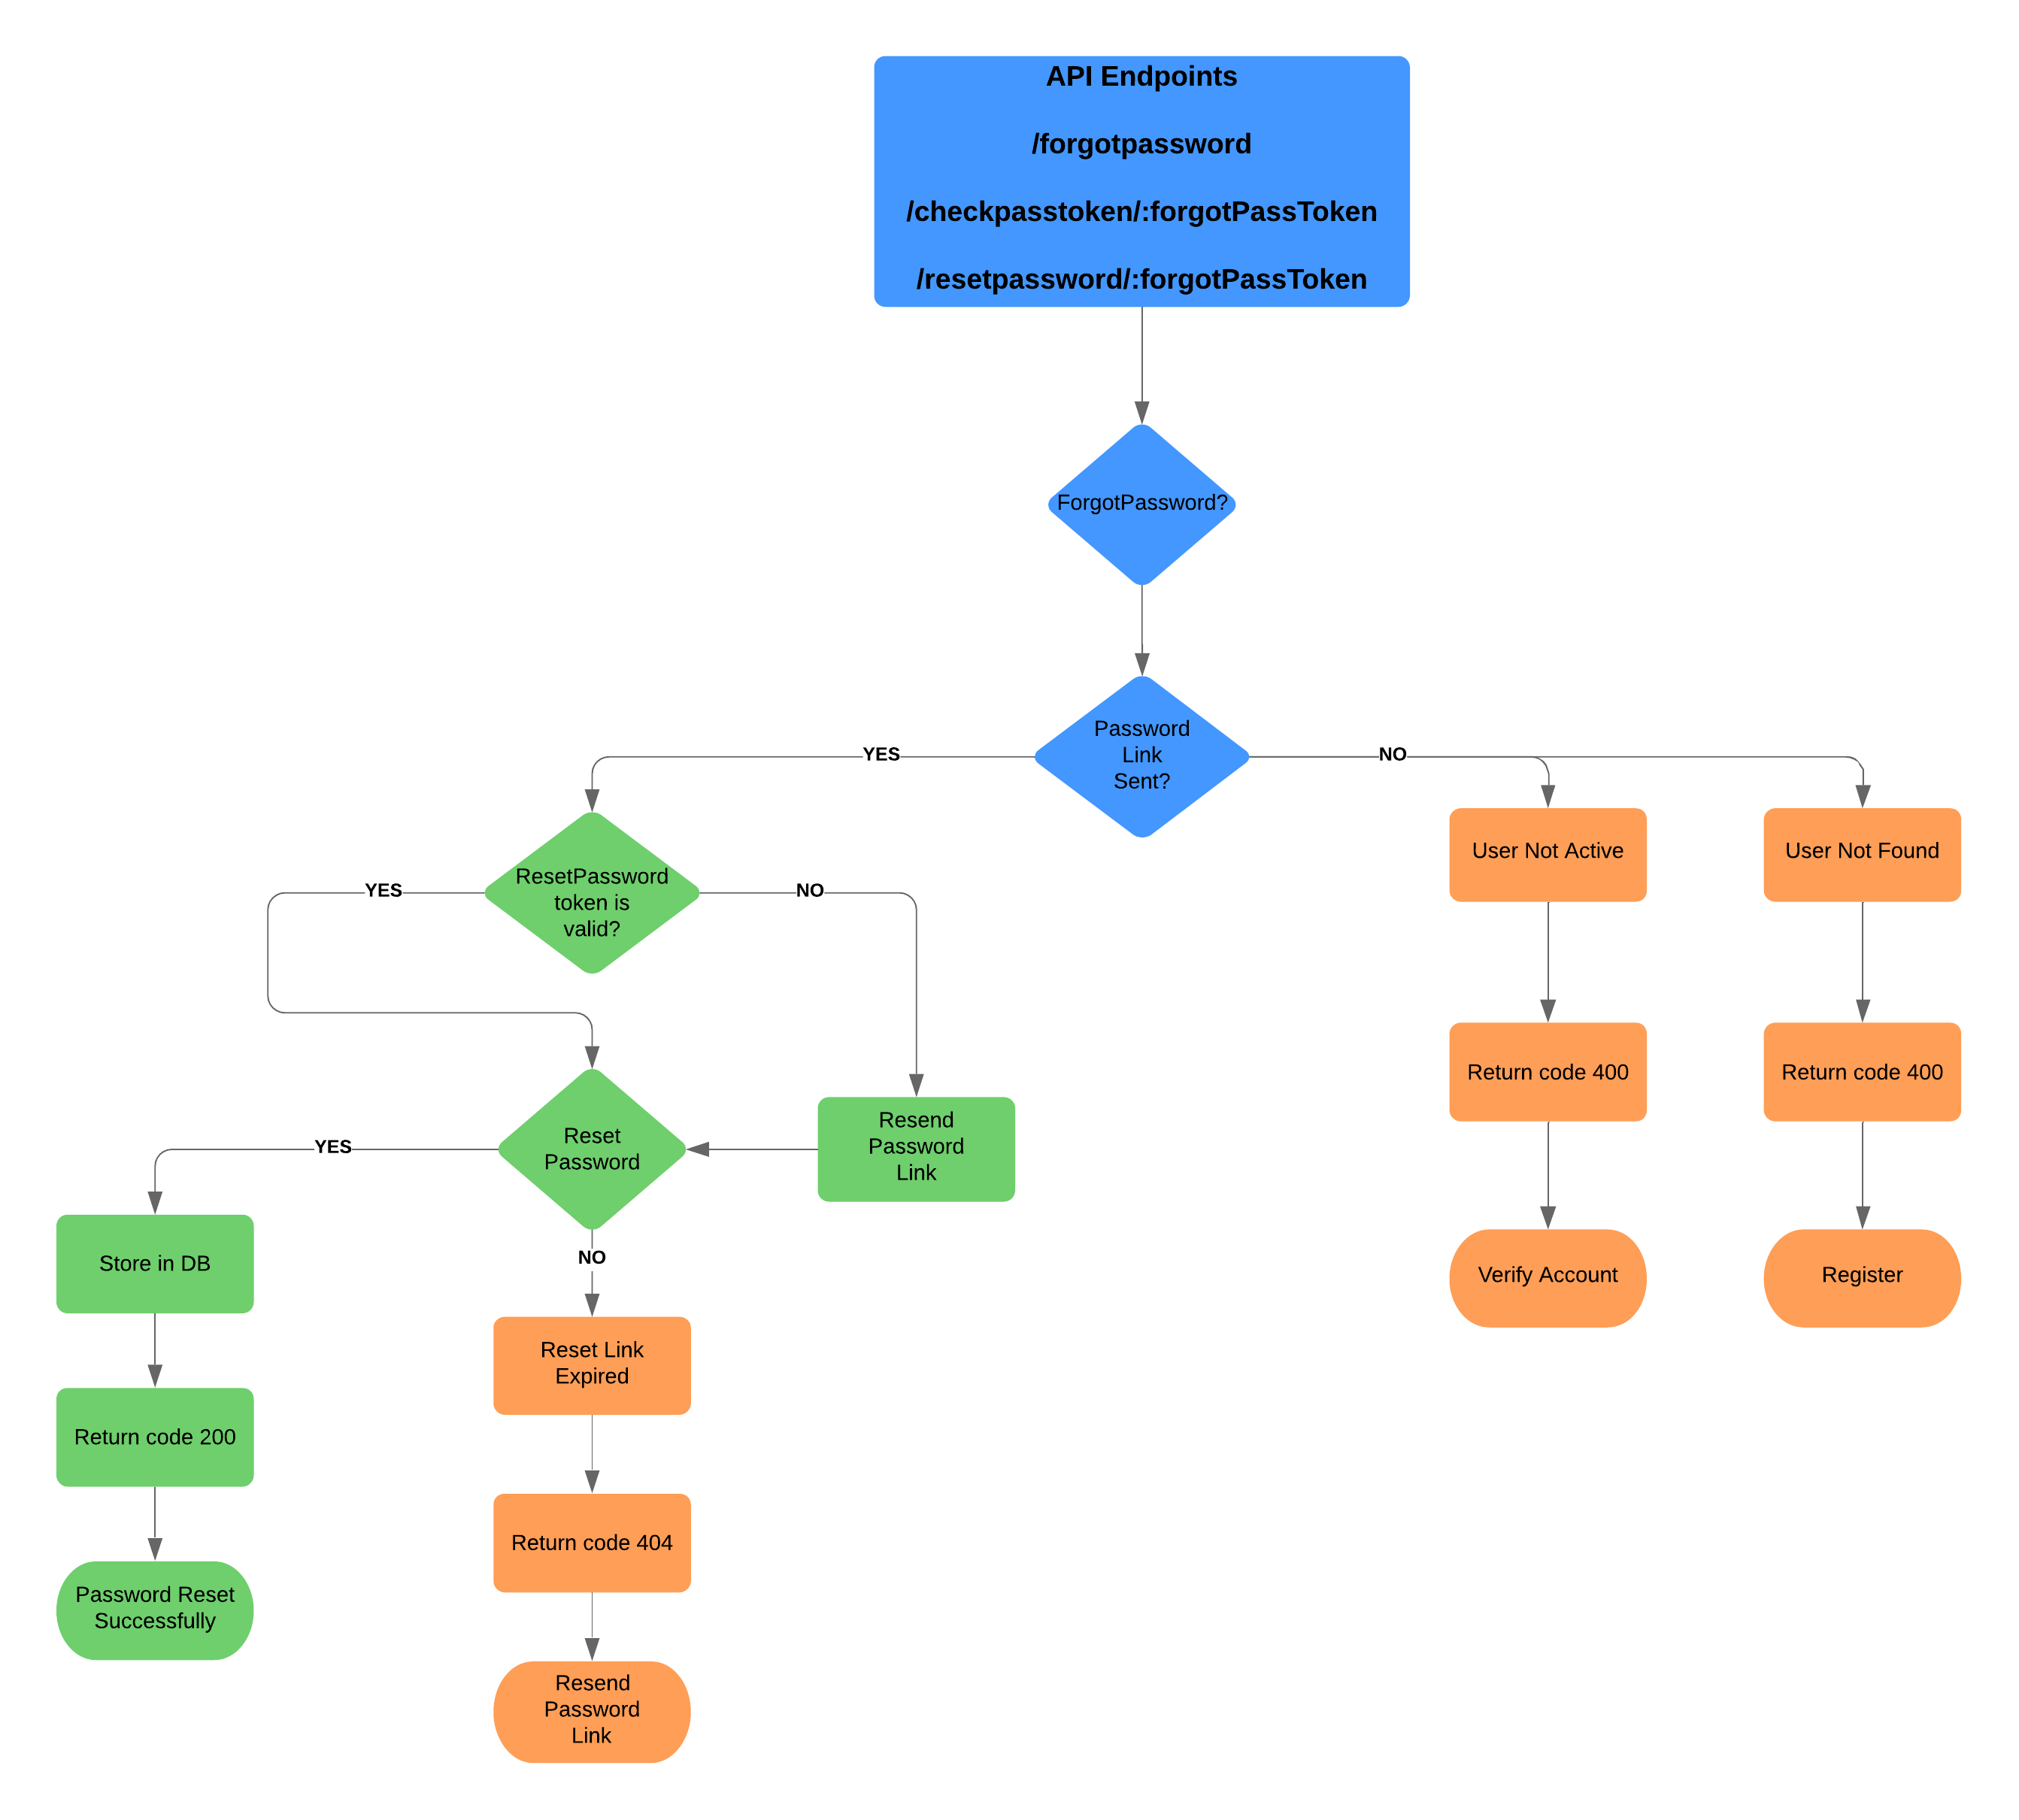 API Endpoints
/forgotpassword
/checkpasstoken/:forgotPassToken
/resetpassword/:forgotPassToken
ForgotPassword?
Password
Link
Sent?
YES
NO
User Not Active
User Not Found
ResetPassword
token is
valid?
YES
NO
Return code 400
Return code 400
Resend
Password
Link
Reset
Password
YES
NO
Store in DB
Verify Account
Register
Reset Link
Expired
Return code 200
Return code 404
Password Reset
Successfully
Resend
Password
Link